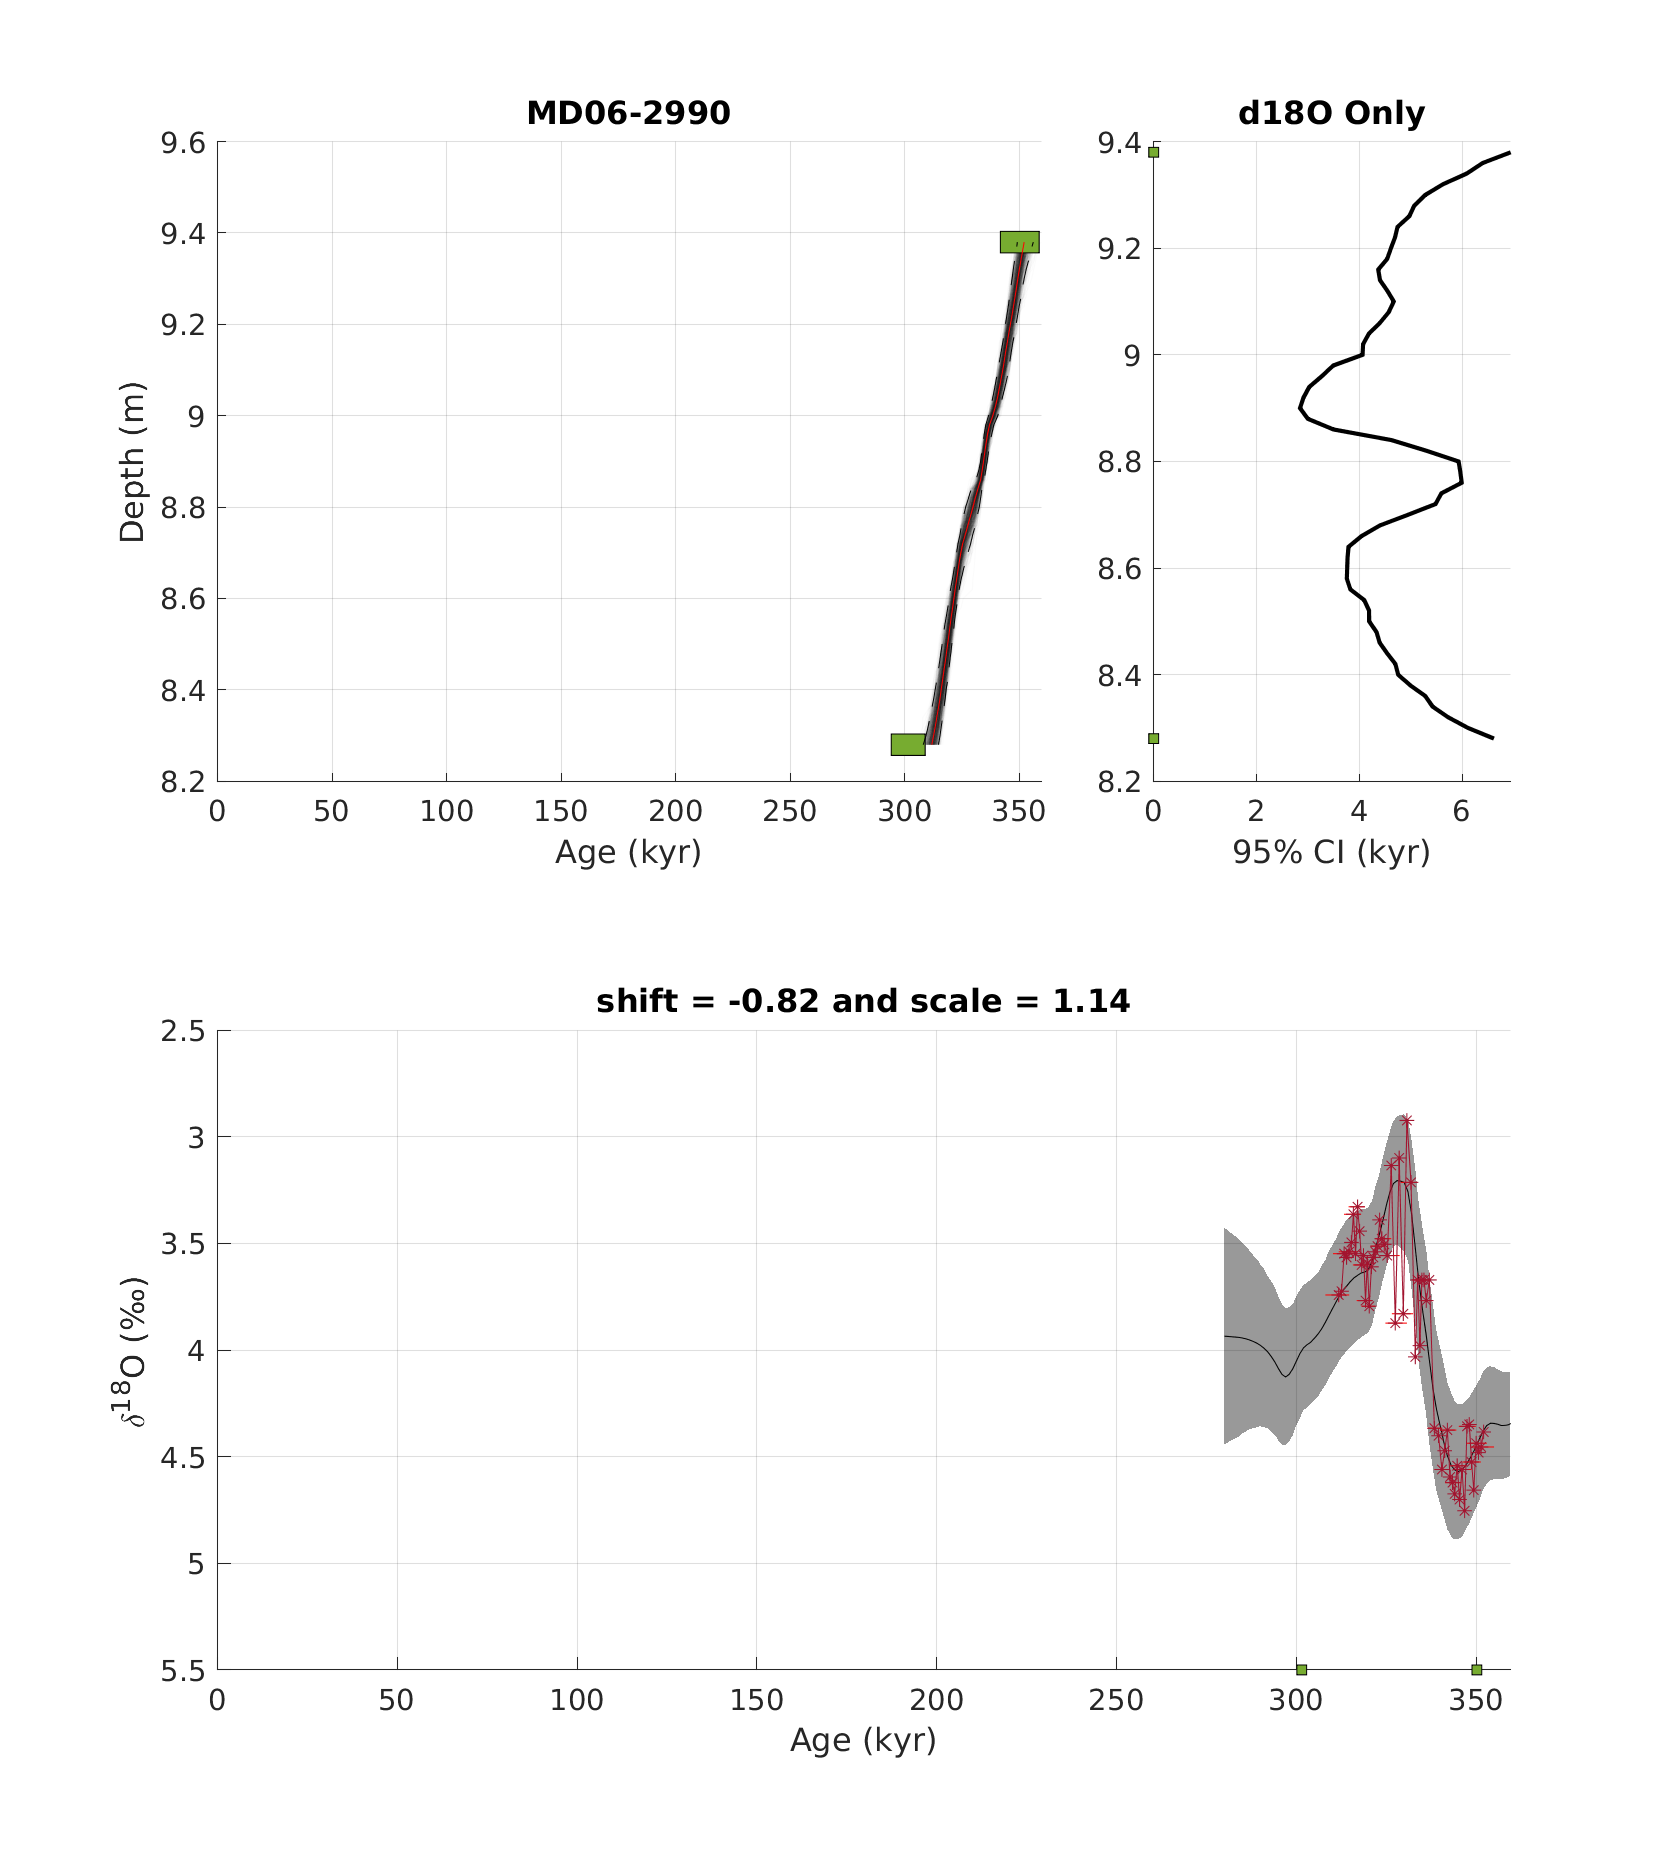 MD06-2990
d18O Only
9.6
9.4
9.2
9
8.8
8.6
8.4
8.2
Depth (m)
0 50 100 150 200 250 300 350
Age (kyr)
9.4
9.2
9
8.8
8.6
8.4
8.2
0 2 4 6
95% CI (kyr)
shift = -0.82 and scale = 1.14
2.5
3
3.5
4
4.5
5
5.5
δ¹⁸O (‰)
0 50 100 150 200 250 300 350
Age (kyr)